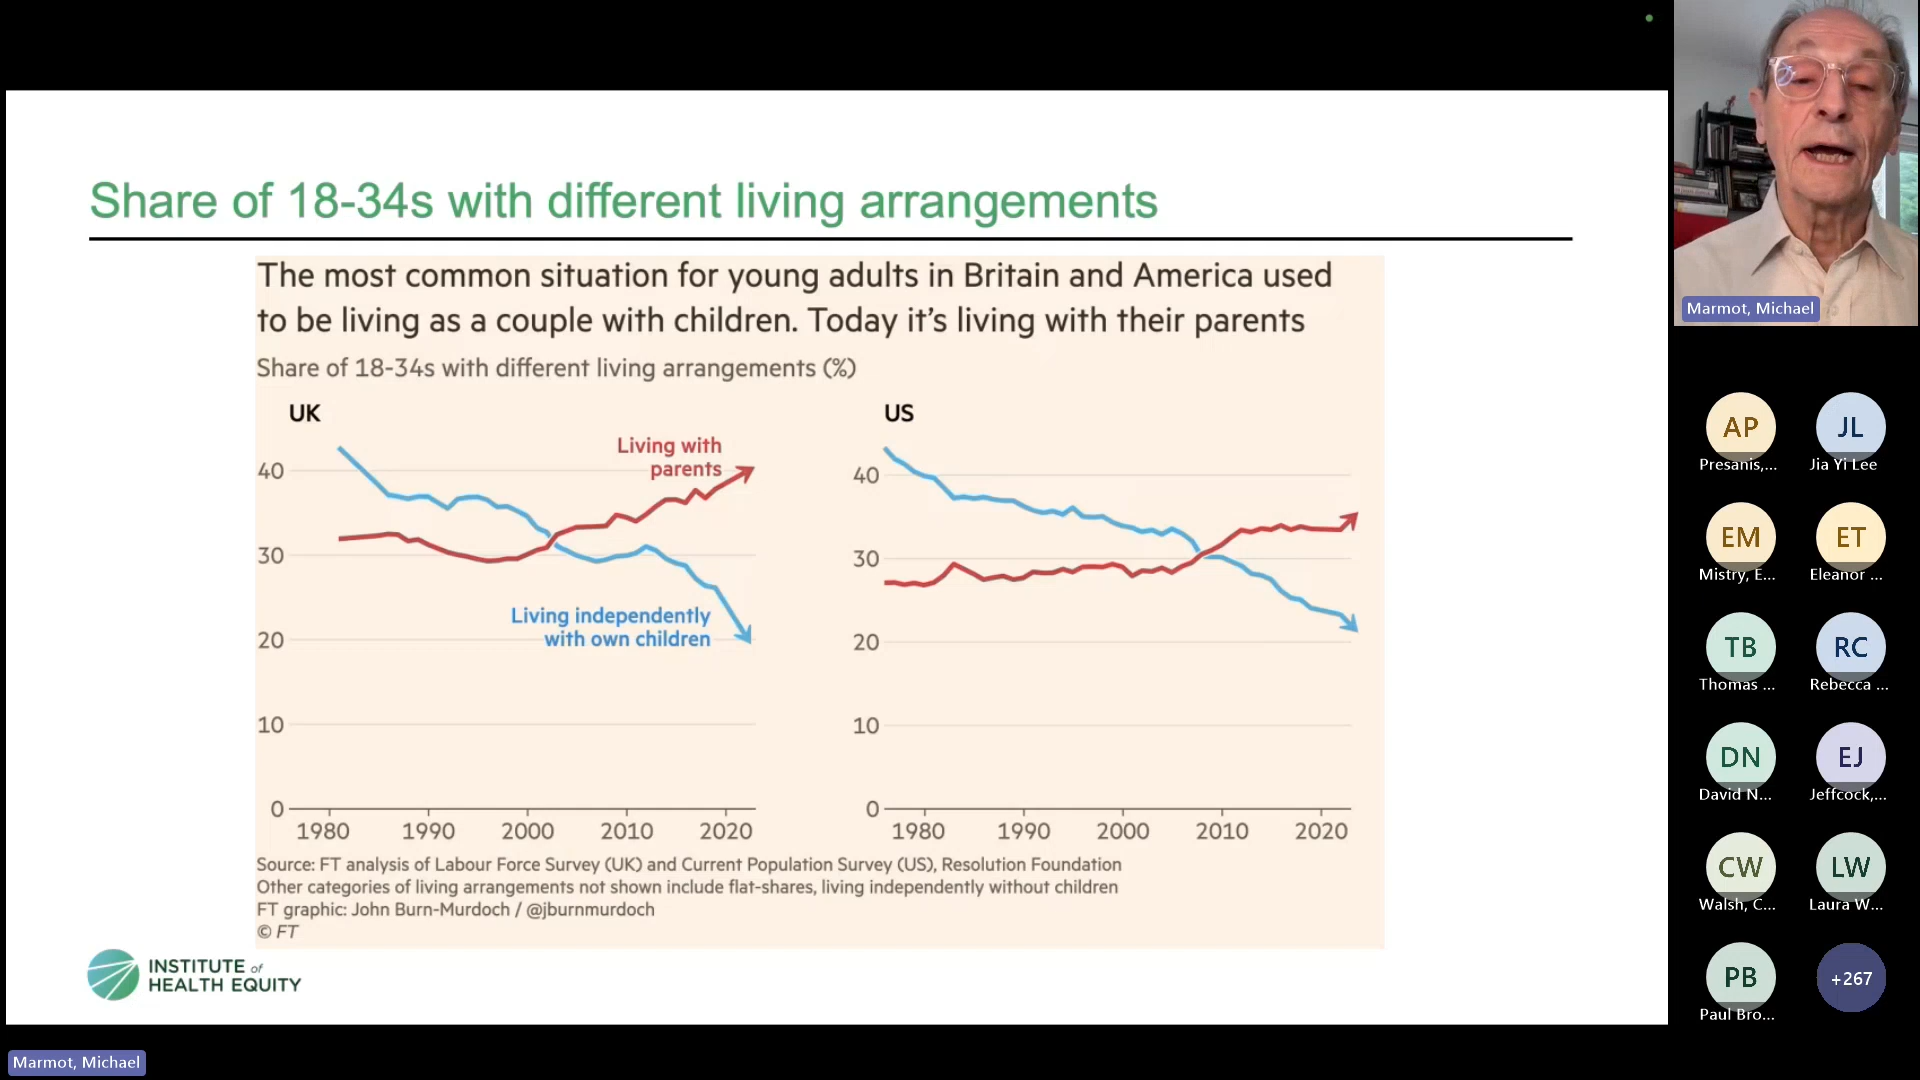 Share of 18-34s with different living arrangements
The most common situation for young adults in Britain and America used
to be living as a couple with children. Today it's living with their parents
Share of 18-34s with different living arrangements (%)
UK
Living with
parents
Living independently
with own children
40
30
20
10
0
1980 1990 2000 2010 2020
US
40
30
20
10
0
1980 1990 2000 2010 2020
Source: FT analysis of Labour Force Survey (UK) and Current Population Survey (US), Resolution Foundation
Other categories of living arrangements not shown include flat-shares, living independently without children
FT graphic: John Burn-Murdoch / @jburnmurdoch
© FT
INSTITUTE of
HEALTH EQUITY
Marmot, Michael
Marmot, Michael
AP JL
Presanis,... Jia Yi Lee
EM ET
Mistry, E... Eleanor ...
TB RC
Thomas ... Rebecca ...
DN EJ
David N... Jeffcock,...
CW LW
Walsh, C... Laura W...
PB +267
Paul Bro...